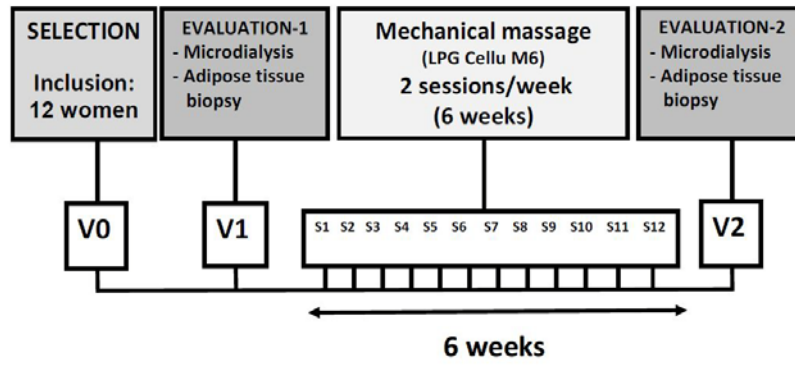 SELECTION
Inclusion:
12 women
EVALUATION-1
- Microdialysis
- Adipose tissue
biopsy
Mechanical massage
(LPG Cellu M6)
2 sessions/week
(6 weeks)
EVALUATION-2
- Microdialysis
- Adipose tissue
biopsy
V0
V1
S1 S2 S3 S4 S5 S6 S7 S8 S9 S10 S11 S12
V2
6 weeks